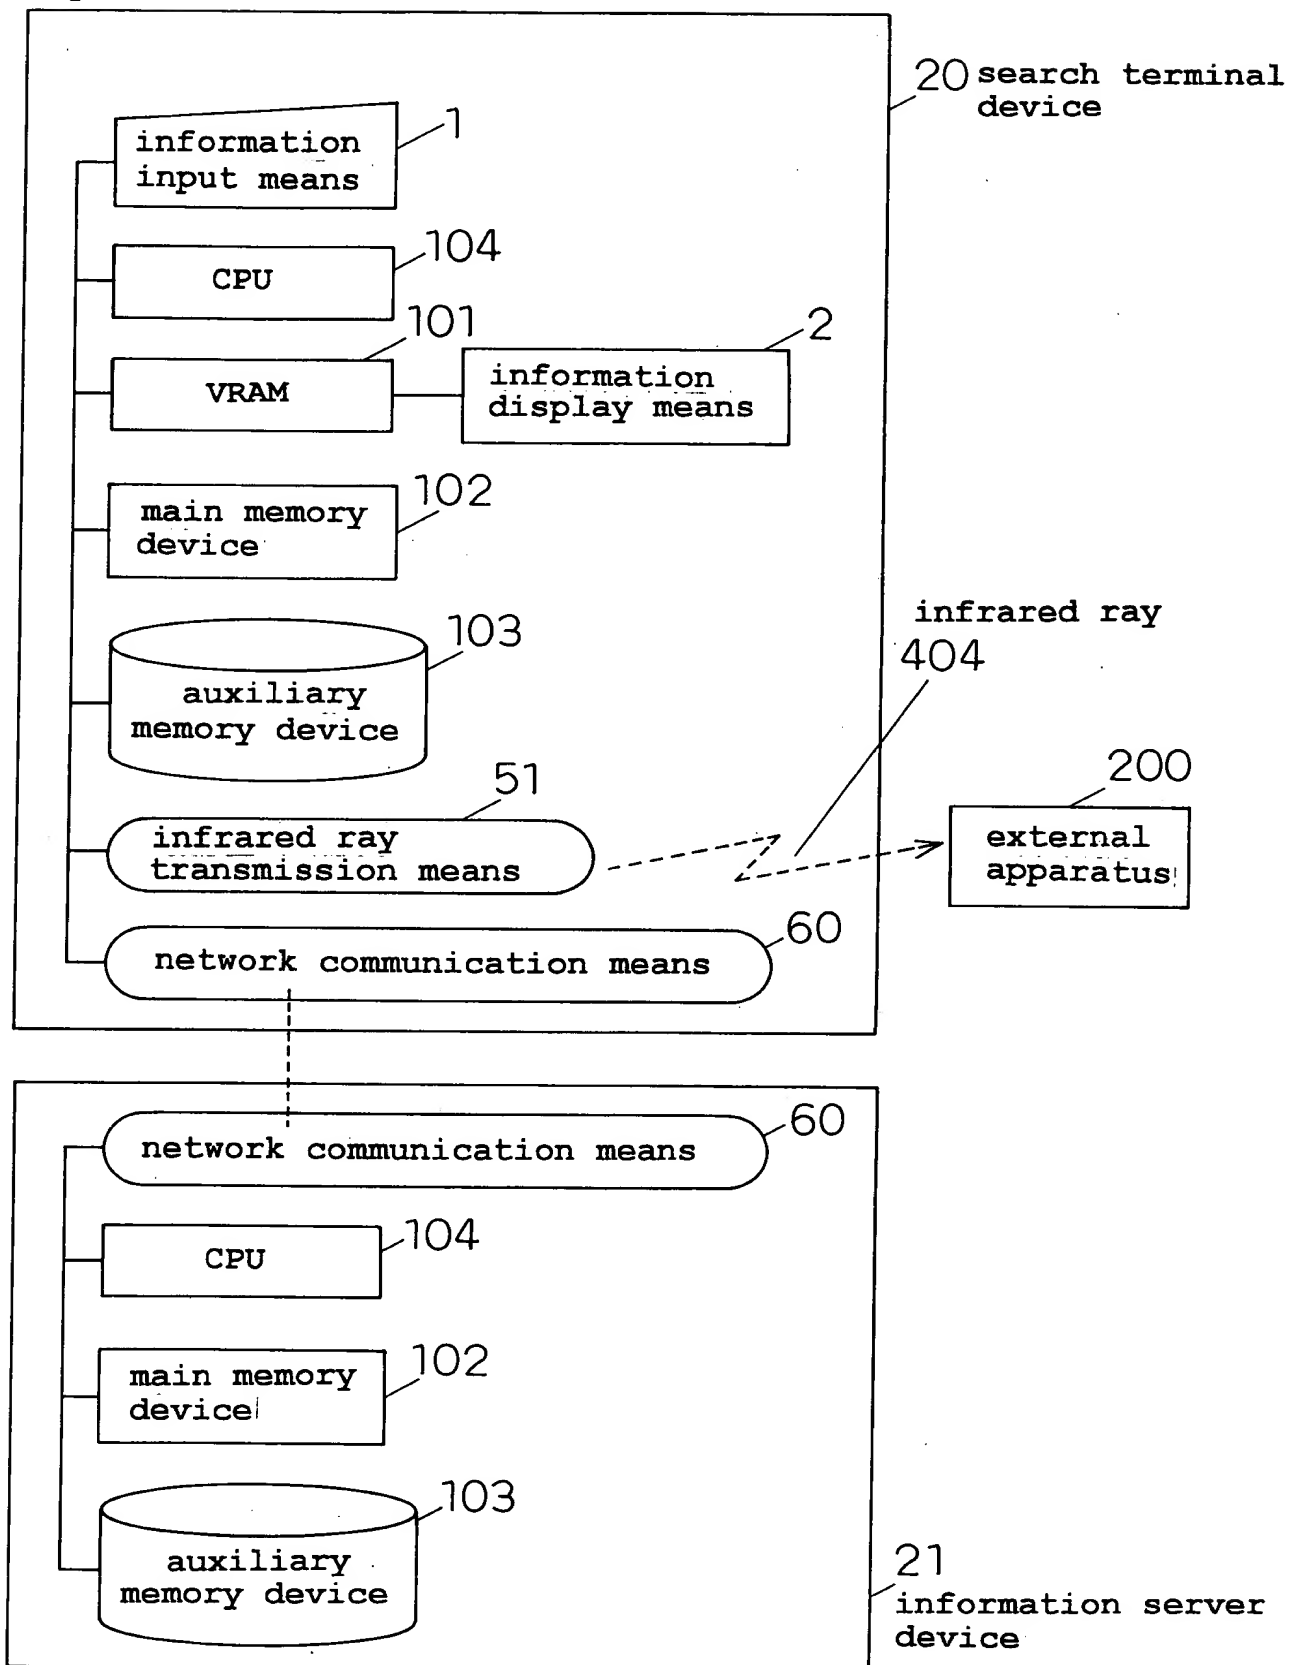 20 search terminal
device
1
information
input means
104
CPU
101
VRAM
2
information
display means
102
main memory
device
infrared ray
404
103
auxiliary
memory device
51
infrared ray
transmission means
200
external
apparatus
60
network communication means
60
network communication means
104
CPU
102
main memory
device
103
auxiliary
memory device
21
information server
device